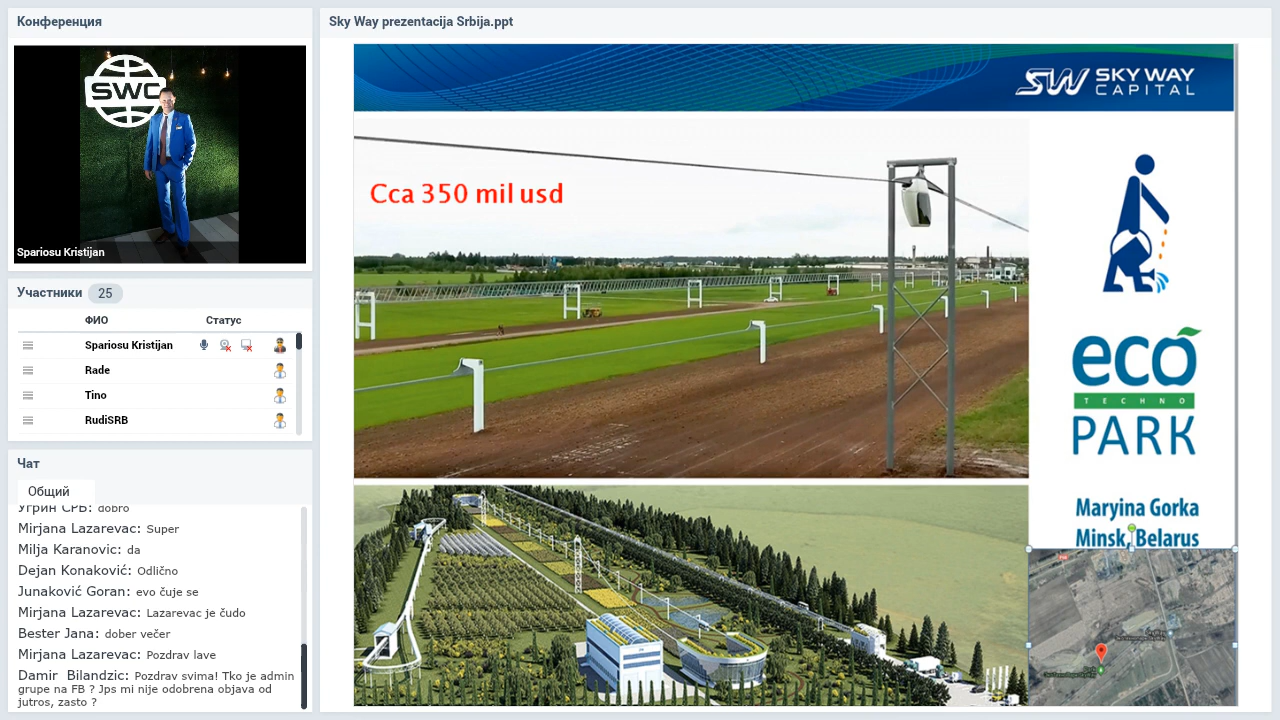 Конференция
SWC
Spariosu Kristijan
Участники 25
ФИО Статус
Spariosu Kristijan
Rade
Tino
RudiSRB
Чат
Общий
Угрин СРБ: dobro
Mirjana Lazarevac: Super
Milja Karanovic: da
Dejan Konaković: Odlično
Junaković Goran: evo čuje se
Mirjana Lazarevac: Lazarevac je čudo
Bester Jana: dober večer
Mirjana Lazarevac: Pozdrav lave
Damir Bilandzic: Pozdrav svima! Tko je admin
grupe na FB ? Jps mi nije odobrena objava od
jutros, zasto ?
Sky Way prezentacija Srbija.ppt
SW SKY WAY
CAPITAL
Cca 350 mil usd
eco
TECHNO
PARK
Maryina Gorka
Minsk, Belarus